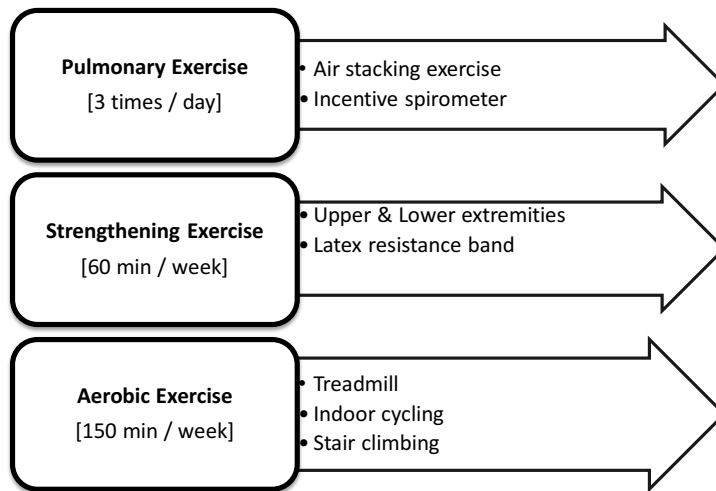 Pulmonary Exercise
[3 times / day]
• Air stacking exercise
• Incentive spirometer
Strengthening Exercise
[60 min / week]
• Upper & Lower extremities
• Latex resistance band
Aerobic Exercise
[150 min / week]
• Treadmill
• Indoor cycling
• Stair climbing